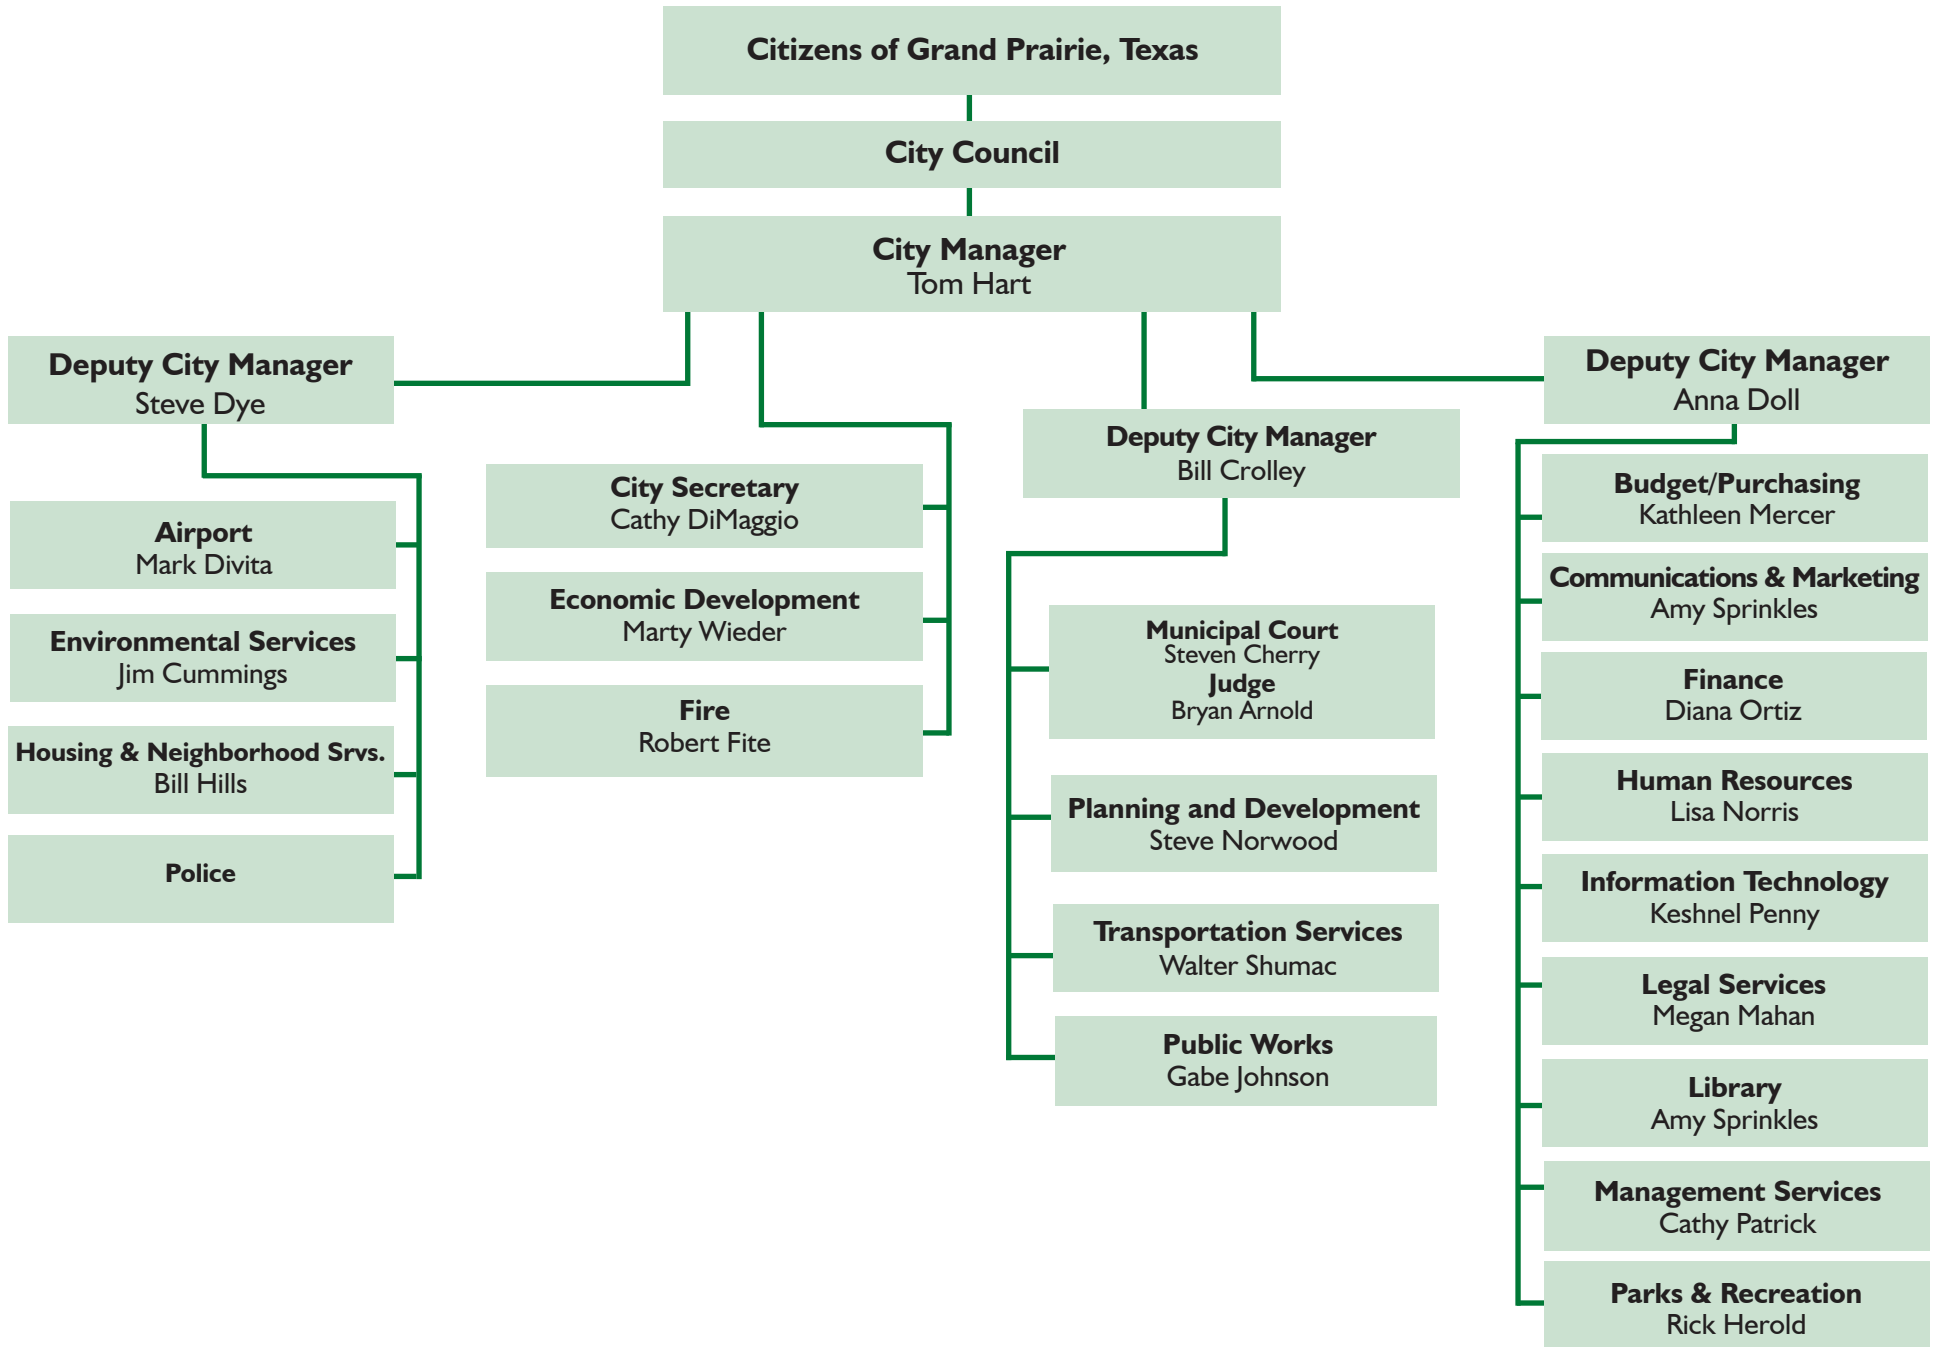 Citizens of Grand Prairie, Texas
City Council
City Manager
Tom Hart
Deputy City Manager
Steve Dye
Airport
Mark Divita
Environmental Services
Jim Cummings
Housing & Neighborhood Srvs.
Bill Hills
Police
City Secretary
Cathy DiMaggio
Economic Development
Marty Wieder
Fire
Robert Fite
Deputy City Manager
Bill Crolley
Municipal Court
Steven Cherry
Judge
Bryan Arnold
Planning and Development
Steve Norwood
Transportation Services
Walter Shumac
Public Works
Gabe Johnson
Deputy City Manager
Anna Doll
Budget/Purchasing
Kathleen Mercer
Communications & Marketing
Amy Sprinkles
Finance
Diana Ortiz
Human Resources
Lisa Norris
Information Technology
Keshnel Penny
Legal Services
Megan Mahan
Library
Amy Sprinkles
Management Services
Cathy Patrick
Parks & Recreation
Rick Herold